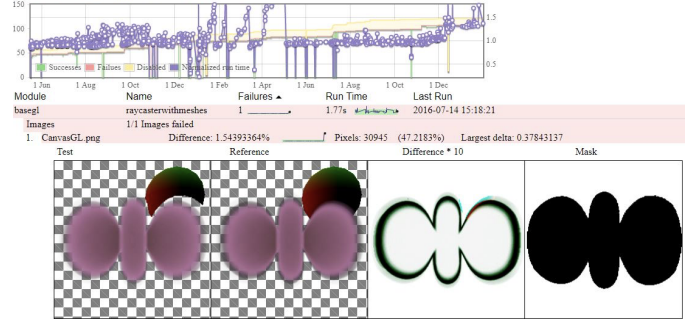 150
100
50
0
1.5
1.0
0.5
Successes Failues Disabled Normalized run time
1 Jun 1 Aug 1 Oct 1 Dec 1 Feb 1 Apr 1 Jun 1 Aug 1 Oct 1 Dec
Module Name Failures ▲ Run Time Last Run
basegl raycasterwithmeshes 1 1.77s 2016-07-14 15:18:21
Images 1/1 Images failed
1. CanvasGL.png Difference: 1.54393364% Pixels: 30945 (47.2183%) Largest delta: 0.37843137
Test Reference Difference * 10 Mask